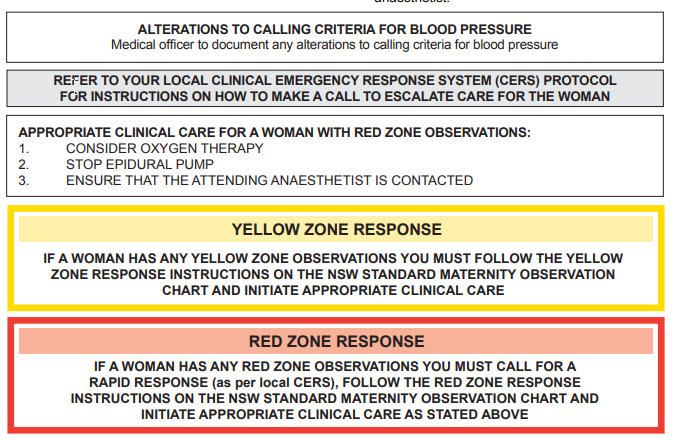 anaesthetist.
ALTERATIONS TO CALLING CRITERIA FOR BLOOD PRESSURE
Medical officer to document any alterations to calling criteria for blood pressure
REFER TO YOUR LOCAL CLINICAL EMERGENCY RESPONSE SYSTEM (CERS) PROTOCOL
FOR INSTRUCTIONS ON HOW TO MAKE A CALL TO ESCALATE CARE FOR THE WOMAN
APPROPRIATE CLINICAL CARE FOR A WOMAN WITH RED ZONE OBSERVATIONS:
1. CONSIDER OXYGEN THERAPY
2. STOP EPIDURAL PUMP
3. ENSURE THAT THE ATTENDING ANAESTHETIST IS CONTACTED
YELLOW ZONE RESPONSE
IF A WOMAN HAS ANY YELLOW ZONE OBSERVATIONS YOU MUST FOLLOW THE YELLOW
ZONE RESPONSE INSTRUCTIONS ON THE NSW STANDARD MATERNITY OBSERVATION
CHART AND INITIATE APPROPRIATE CLINICAL CARE
RED ZONE RESPONSE
IF A WOMAN HAS ANY RED ZONE OBSERVATIONS YOU MUST CALL FOR A
RAPID RESPONSE (as per local CERS), FOLLOW THE RED ZONE RESPONSE
INSTRUCTIONS ON THE NSW STANDARD MATERNITY OBSERVATION CHART AND
INITIATE APPROPRIATE CLINICAL CARE AS STATED ABOVE